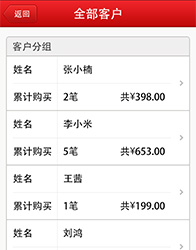 返回 全部客户
客户分组
姓名 张小楠
累计购买 2笔 共¥398.00
姓名 李小米
累计购买 5笔 共¥653.00
姓名 王茜
累计购买 1笔 共¥199.00
姓名 刘鸿